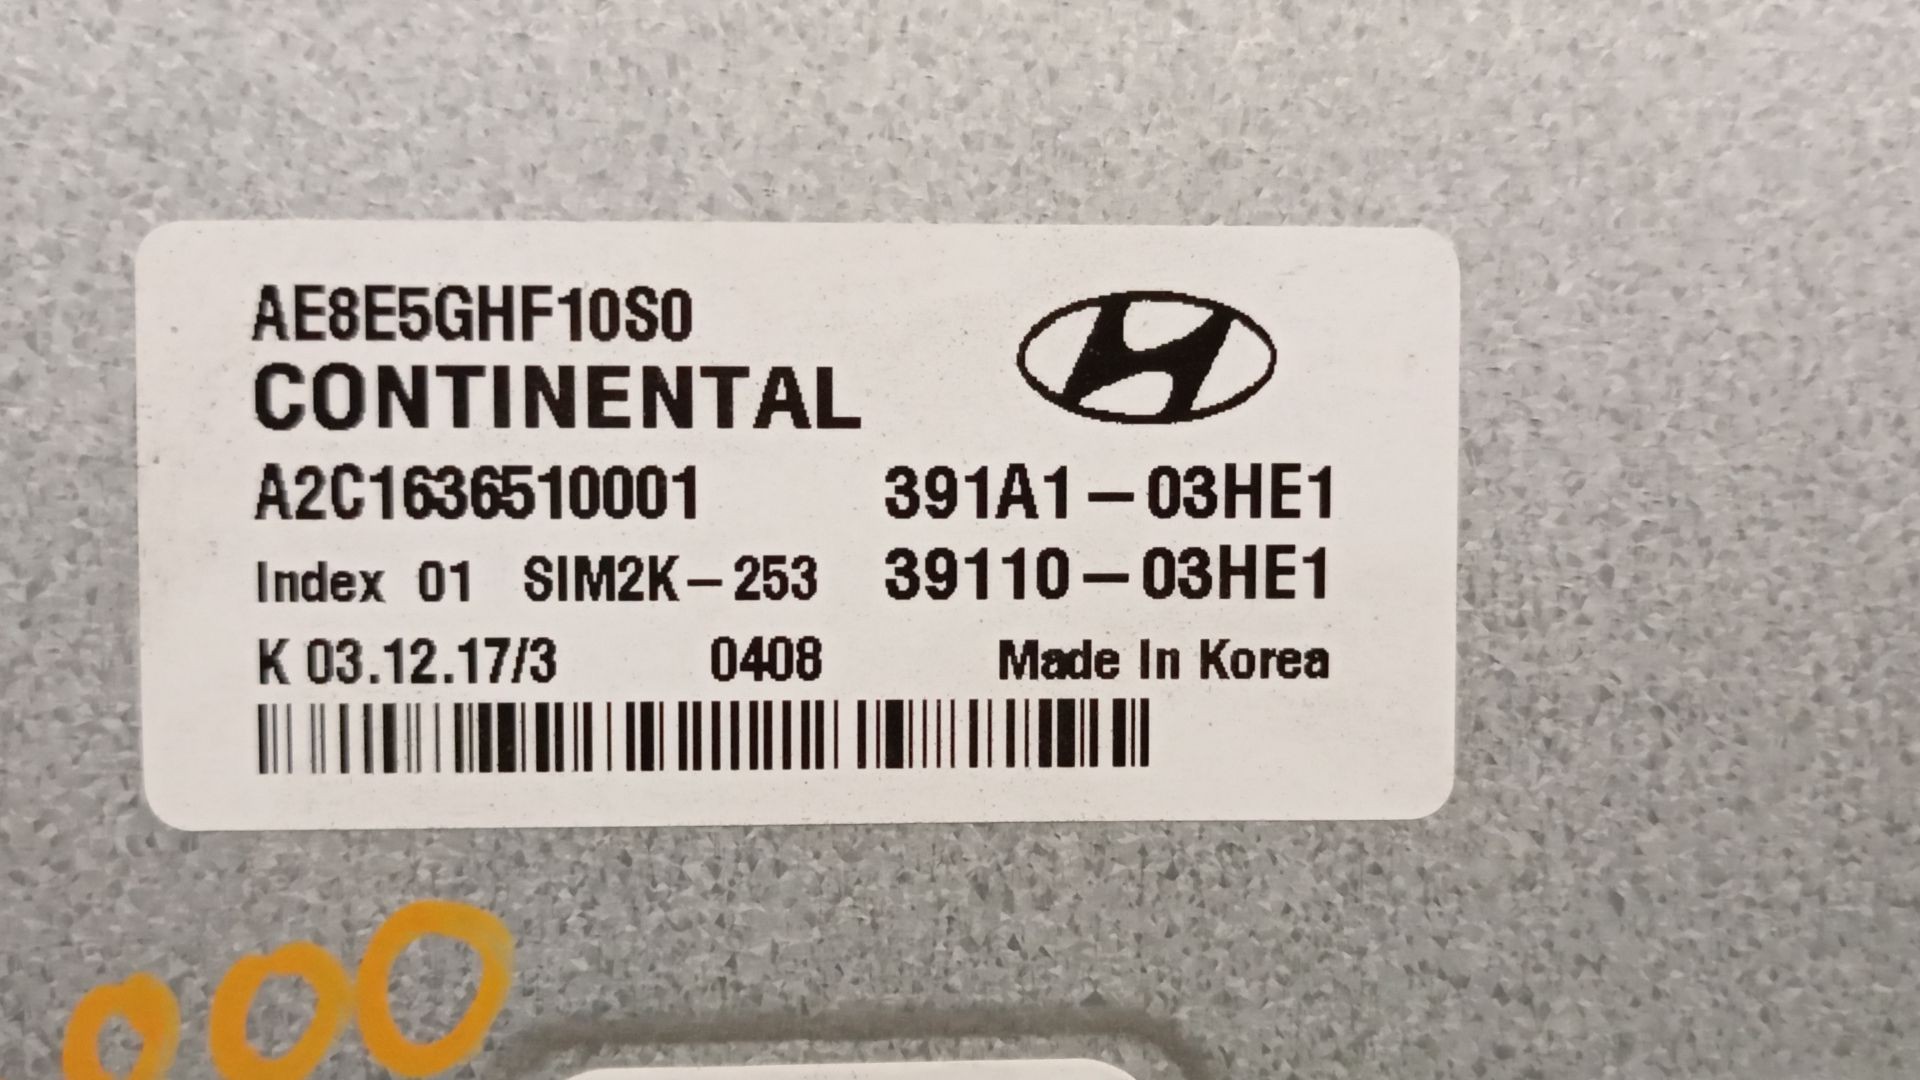 AE8E5GHF10S0
CONTINENTAL
A2C1636510001 391A1-03HE1
Index 01 SIM2K-253 39110-03HE1
K 03.12.17/3 0408 Made In Korea
000